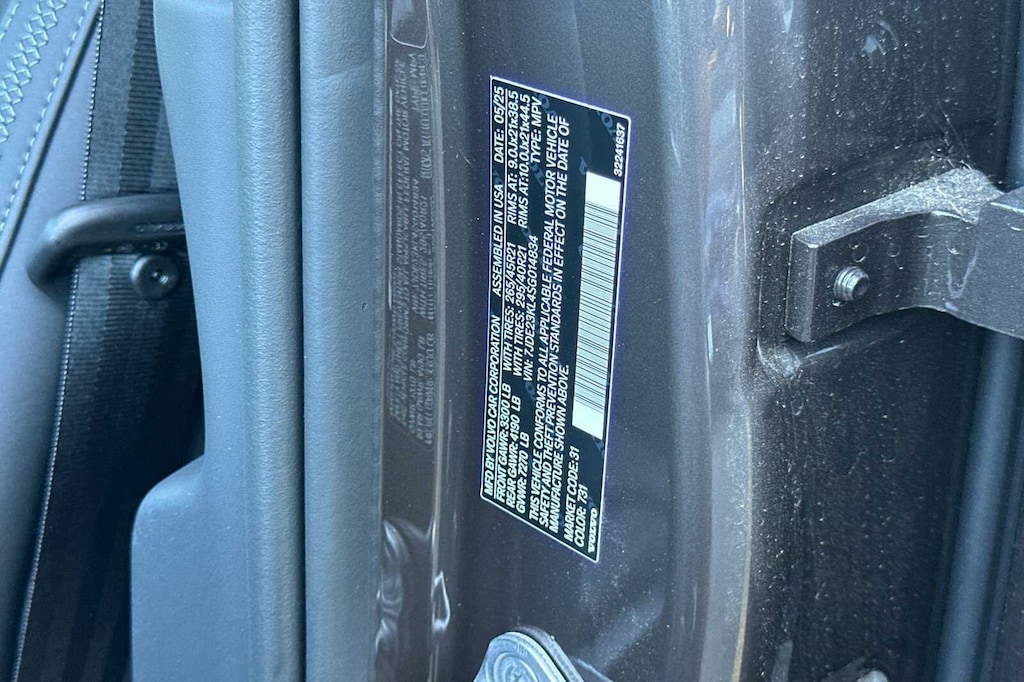 MFD BY VOLVO CAR CORPORATION ASSEMBLED IN USA DATE: 05/25
FRONT GAWR: 3300 LB WITH TIRES: 265/45R21 RIMS AT: 9.0Jx21x38.5
REAR GAWR: 4190 LB WITH TIRES: 295/40R21 RIMS AT:10.0Jx21x44.5
GVWR: 7270 LB VIN: 7JDE23KL4SG014834 TYPE: MPV
THIS VEHICLE CONFORMS TO ALL APPLICABLE FEDERAL MOTOR VEHICLE
SAFETY AND THEFT PREVENTION STANDARDS IN EFFECT ON THE DATE OF
MANUFACTURE SHOWN ABOVE.
MARKET CODE: 31
COLOR: 731
VOLVO
32241637